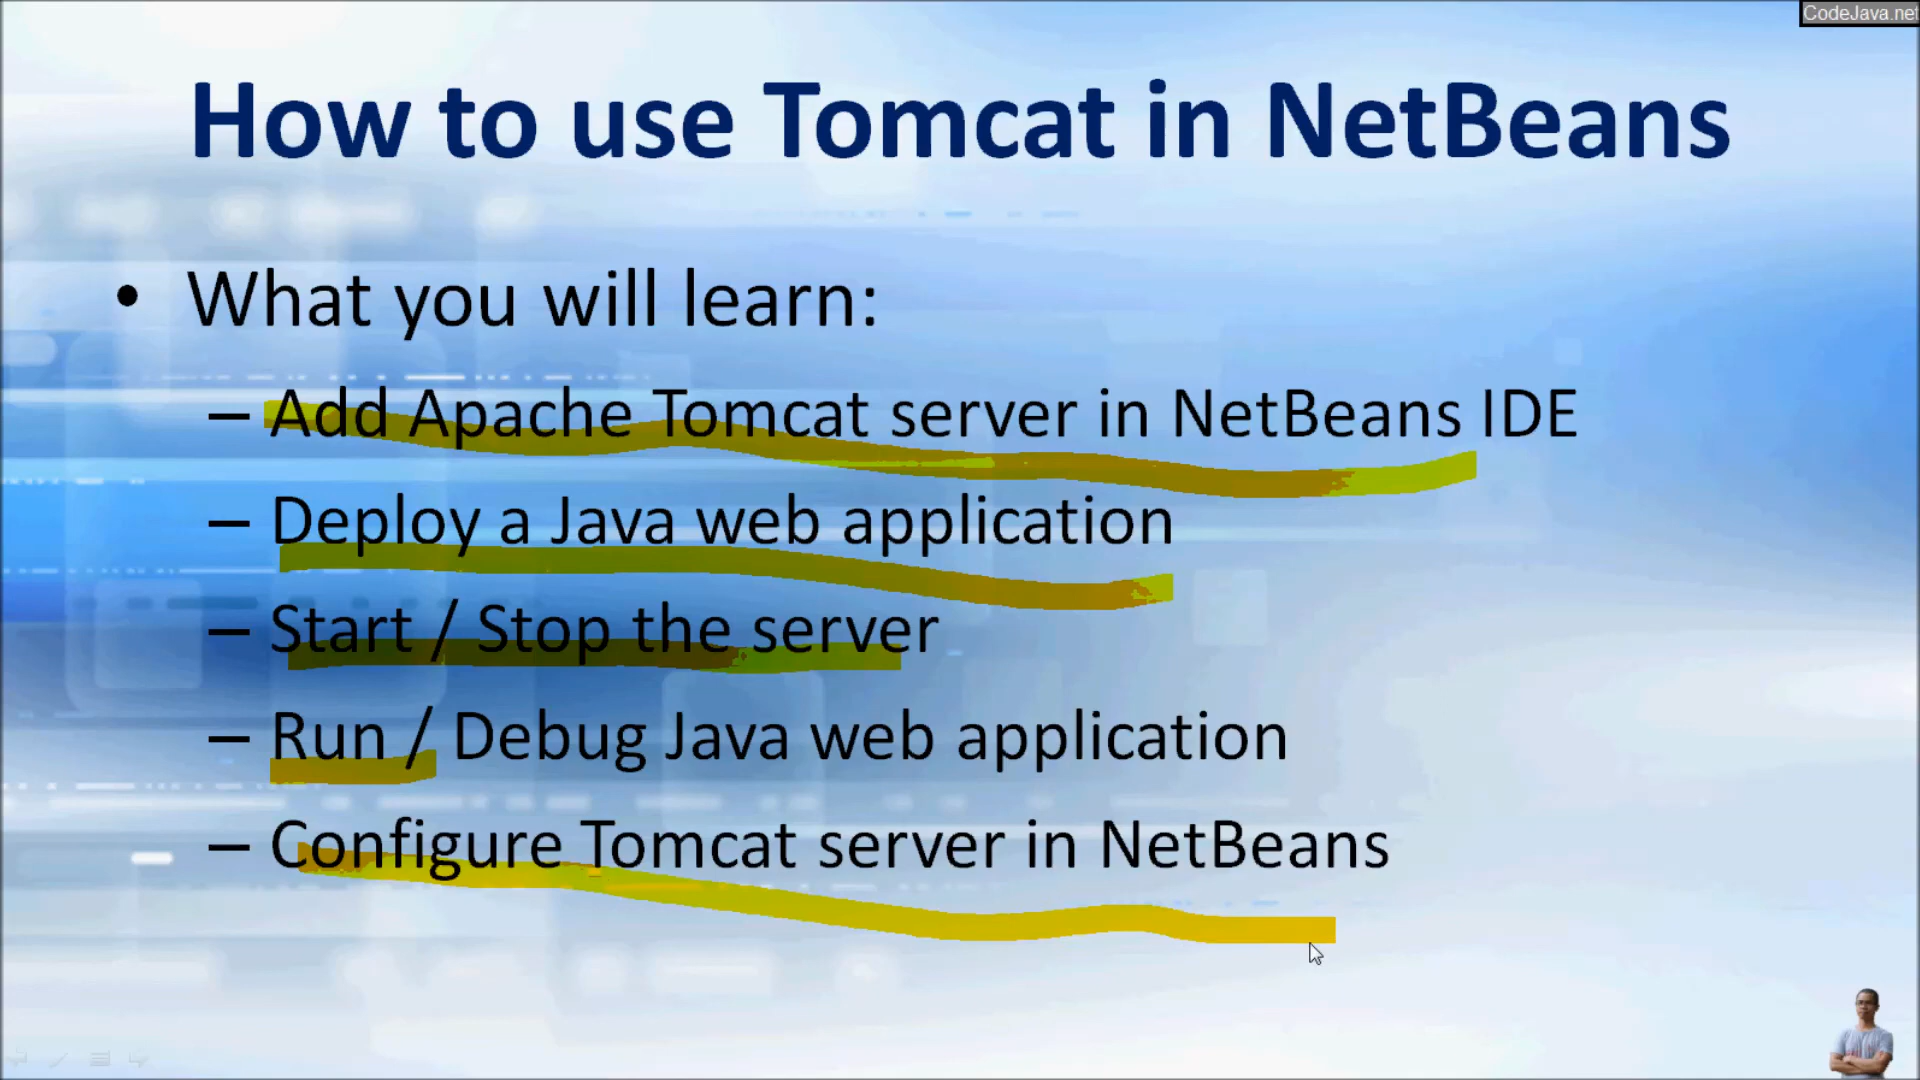 CodeJava.net
How to use Tomcat in NetBeans
• What you will learn:
– Add Apache Tomcat server in NetBeans IDE
– Deploy a Java web application
– Start / Stop the server
– Run / Debug Java web application
– Configure Tomcat server in NetBeans